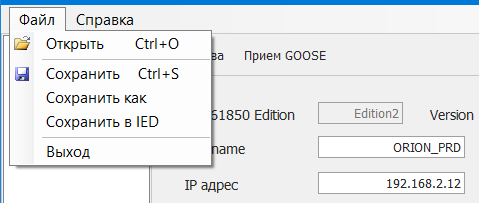 Файл Справка
Открыть Ctrl+O
ва Прием GOOSE
Сохранить Ctrl+S
Сохранить как
61850 Edition Edition2 Version
Сохранить в IED
name ORION_PRD
Выход
IP адрес 192.168.2.12